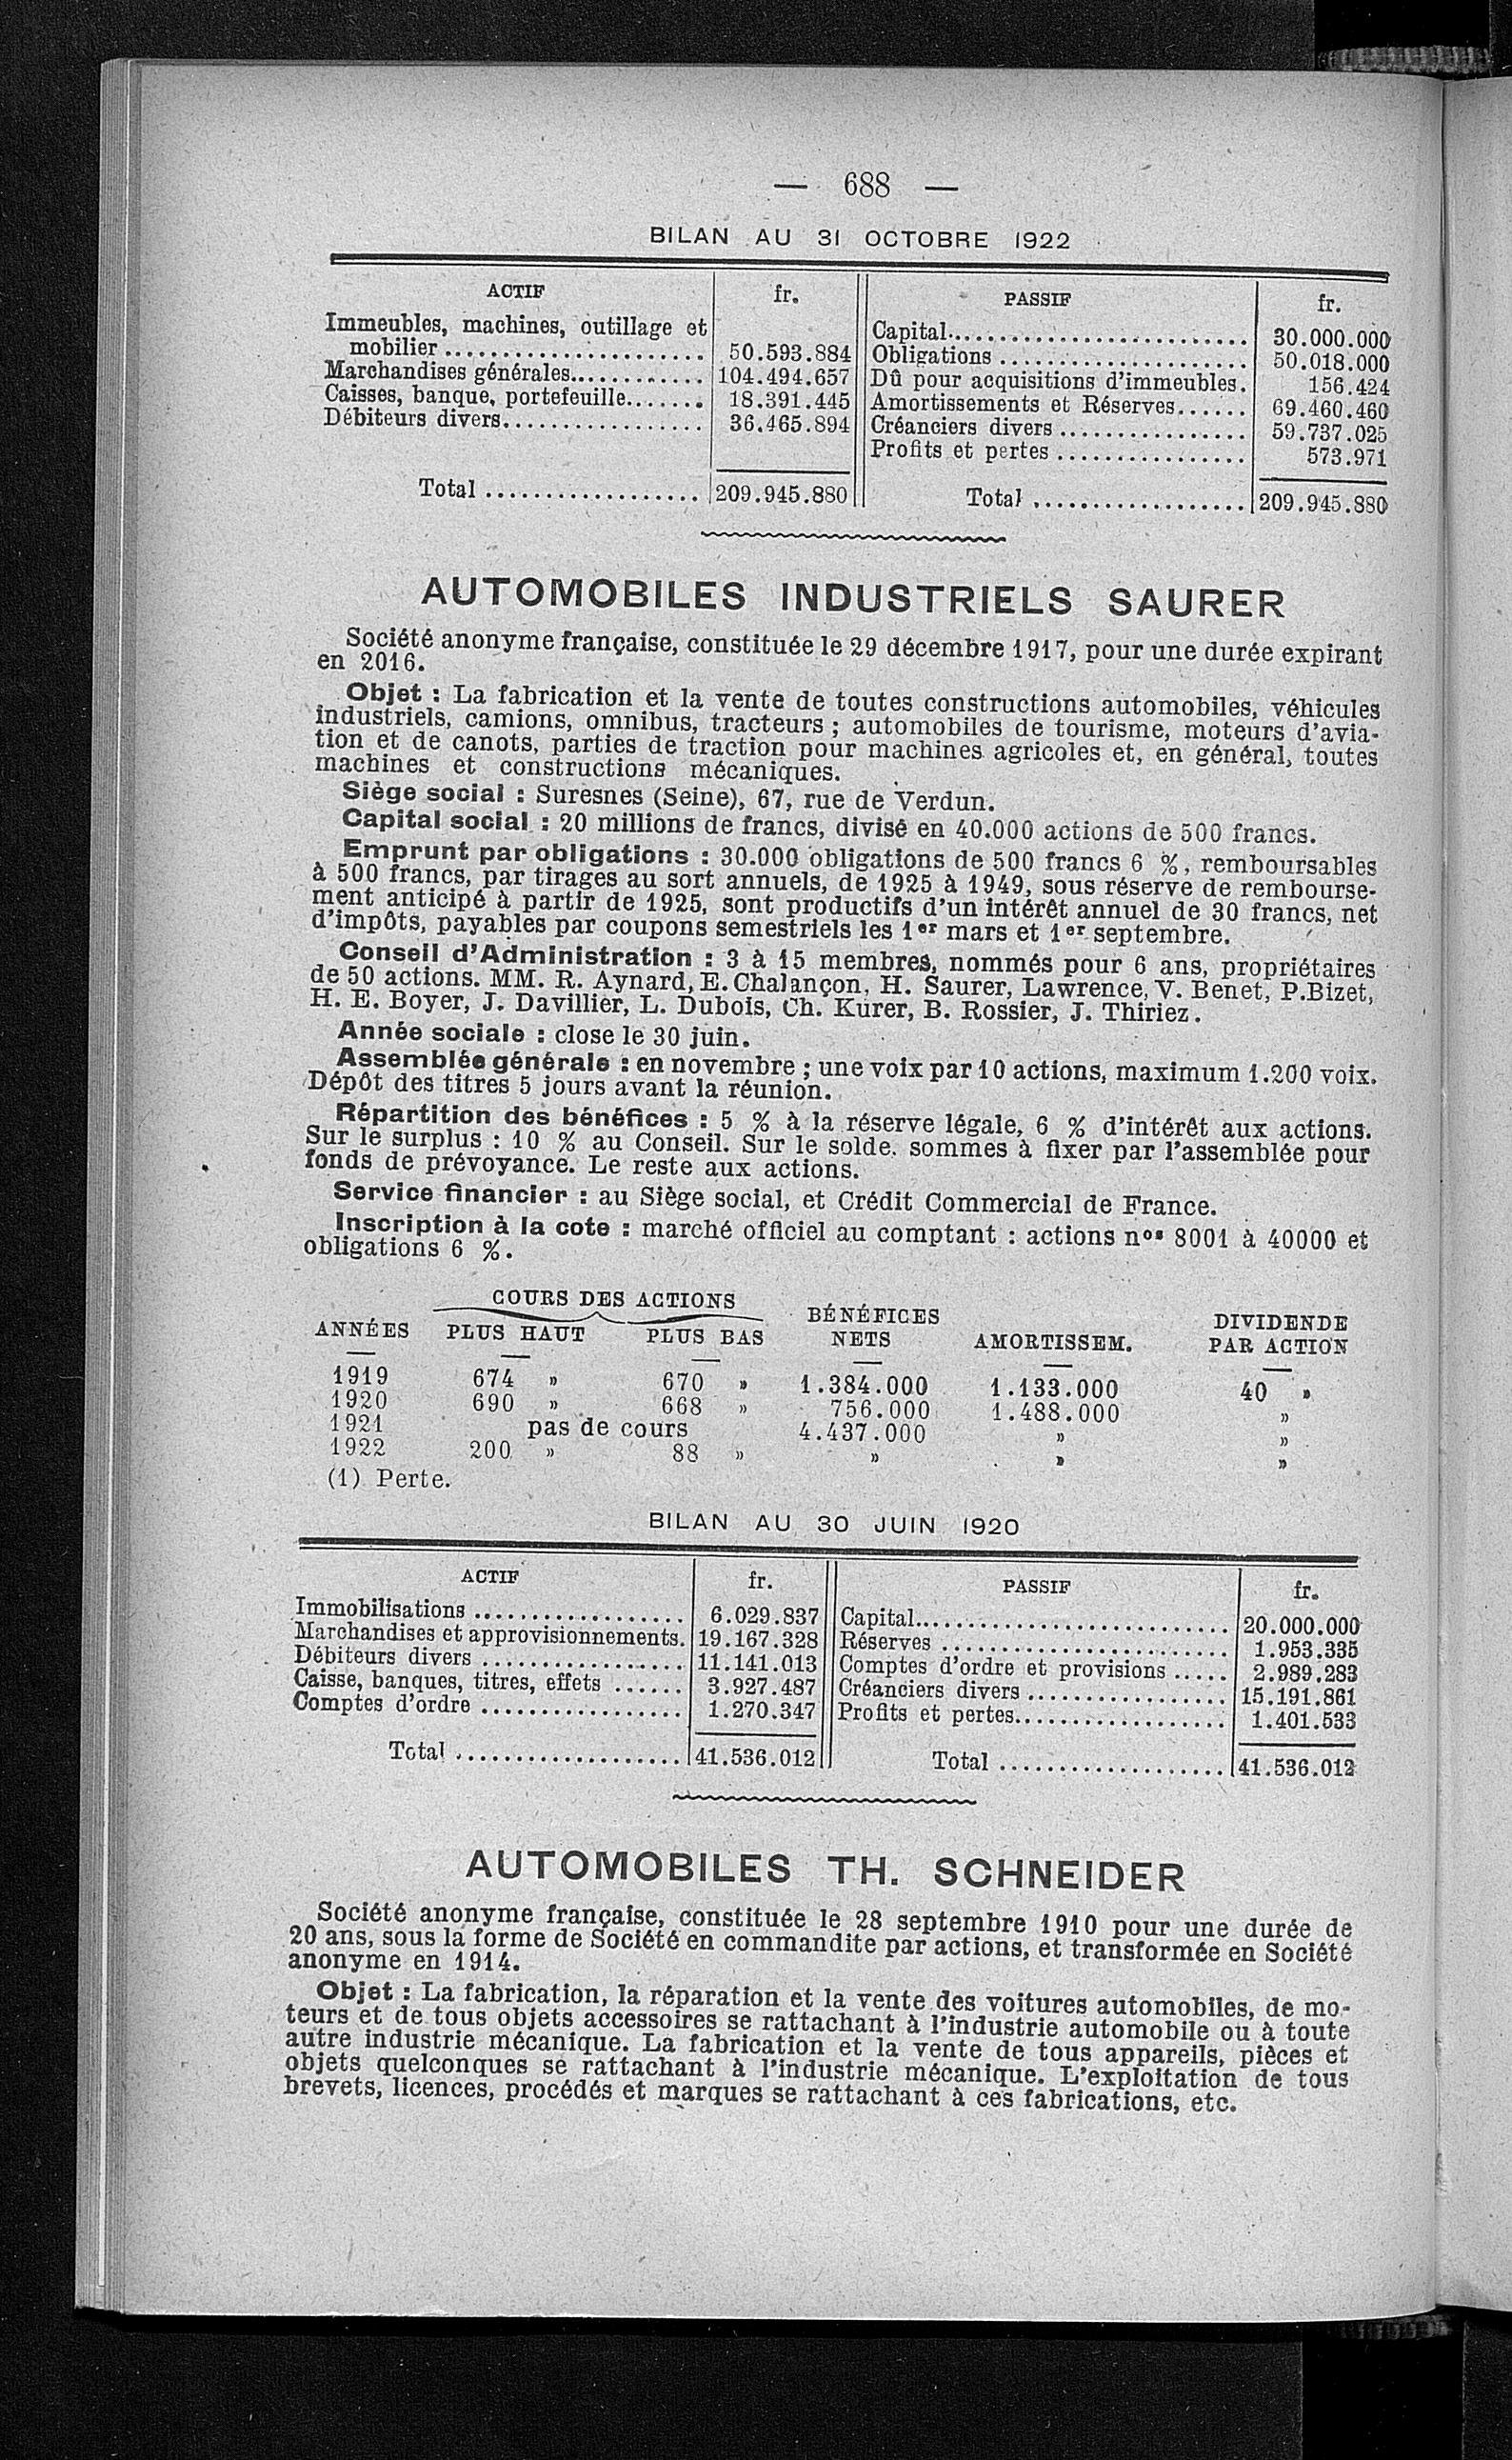 — 688 —
BILAN AU 31 OCTOBRE 1922
ACTIF fr. PASSIF fr.
Immeubles, machines, outillage et
mobilier ...................... 50.593.884
Marchandises générales............ 104.494.657
Caisses, banque, portefeuille....... 18.391.445
Débiteurs divers................. 36.465.894
Total .................. 209.945.880
Capital......................... 30.000.000
Obligations ..................... 50.018.000
Dû pour acquisitions d'immeubles. 156.424
Amortissements et Réserves...... 69.460.460
Créanciers divers ................ 59.737.025
Profits et pertes ................ 573.971
Total .................. 209.945.880
AUTOMOBILES INDUSTRIELS SAURER
Société anonyme française, constituée le 29 décembre 1917, pour une durée expirant
en 2016.
Objet : La fabrication et la vente de toutes constructions automobiles, véhicules
industriels, camions, omnibus, tracteurs ; automobiles de tourisme, moteurs d'avia-
tion et de canots, parties de traction pour machines agricoles et, en général, toutes
machines et constructions mécaniques.
Siège social : Suresnes (Seine), 67, rue de Verdun.
Capital social : 20 millions de francs, divisé en 40.000 actions de 500 francs.
Emprunt par obligations : 30.000 obligations de 500 francs 6 %, remboursables
à 500 francs, par tirages au sort annuels, de 1925 à 1949, sous réserve de rembourse-
ment anticipé à partir de 1925, sont productifs d'un intérêt annuel de 30 francs, net
d'impôts, payables par coupons semestriels les 1er mars et 1er septembre.
Conseil d'Administration : 3 à 15 membres, nommés pour 6 ans, propriétaires
de 50 actions. MM. R. Aynard, E. Chalançon, H. Saurer, Lawrence, V. Benet, P. Bizet,
H. E. Boyer, J. Davillier, L. Dubois, Ch. Kurer, B. Rossier, J. Thiriez.
Année sociale : close le 30 juin.
Assemblée générale : en novembre ; une voix par 10 actions, maximum 1.200 voix.
Dépôt des titres 5 jours avant la réunion.
Répartition des bénéfices : 5 % à la réserve légale, 6 % d'intérêt aux actions.
Sur le surplus : 10 % au Conseil. Sur le solde, sommes à fixer par l'assemblée pour
fonds de prévoyance. Le reste aux actions.
Service financier : au Siège social, et Crédit Commercial de France.
Inscription à la cote : marché officiel au comptant : actions nos 8001 à 40000 et
obligations 6 %.
COURS DES ACTIONS BÉNÉFICES DIVIDENDE
ANNÉES PLUS HAUT PLUS BAS NETS AMORTISSEM. PAR ACTION
1919 674 » 670 » 1.384.000 1.133.000 40 »
1920 690 » 668 » 756.000 1.488.000 »
1921 pas de cours 4.437.000 » »
1922 200 » 88 » » » »
(1) Perte.
BILAN AU 30 JUIN 1920
ACTIF fr. PASSIF fr.
Immobilisations .................. 6.029.837
Marchandises et approvisionnements. 19.167.328
Débiteurs divers ................. 11.141.013
Caisse, banques, titres, effets ...... 3.927.487
Comptes d'ordre ................. 1.270.347
Total ................... 41.536.012
Capital.......................... 20.000.000
Réserves ........................ 1.953.335
Comptes d'ordre et provisions ..... 2.989.283
Créanciers divers ................. 15.191.861
Profits et pertes.................. 1.401.533
Total ................... 41.536.012
AUTOMOBILES TH. SCHNEIDER
Société anonyme française, constituée le 28 septembre 1910 pour une durée de
20 ans, sous la forme de Société en commandite par actions, et transformée en Société
anonyme en 1914.
Objet : La fabrication, la réparation et la vente des voitures automobiles, de mo-
teurs et de tous objets accessoires se rattachant à l'industrie automobile ou à toute
autre industrie mécanique. La fabrication et la vente de tous appareils, pièces et
objets quelconques se rattachant à l'industrie mécanique. L'exploitation de tous
brevets, licences, procédés et marques se rattachant à ces fabrications, etc.